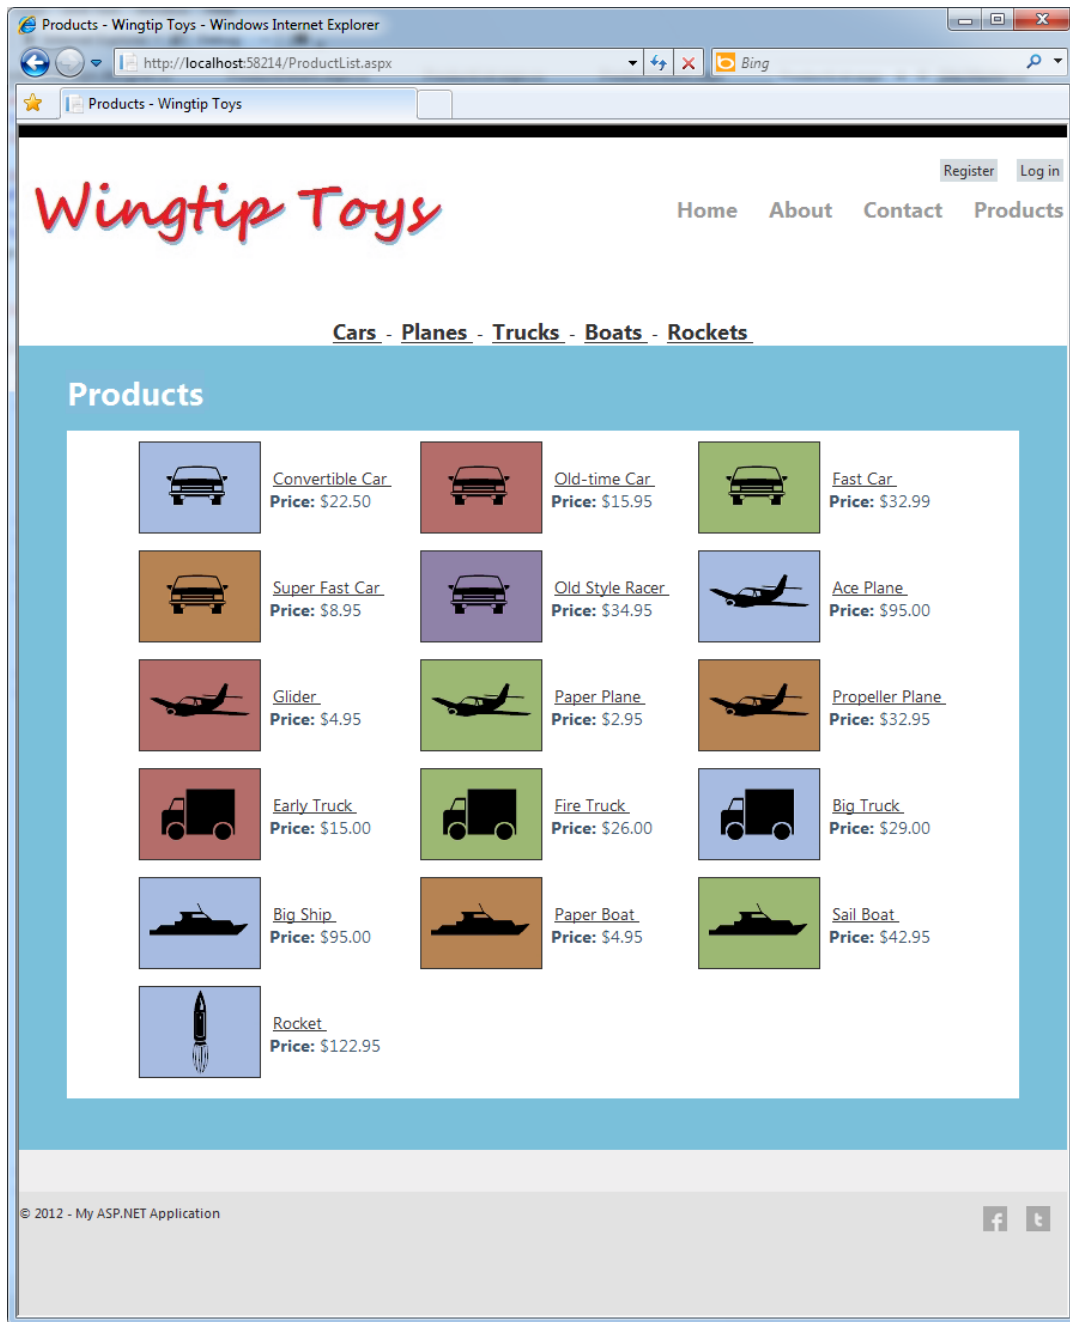 Products - Wingtip Toys - Windows Internet Explorer
http://localhost:58214/ProductList.aspx
Bing
Products - Wingtip Toys
Register Log in
Wingtip Toys
Home About Contact Products
Cars - Planes - Trucks - Boats - Rockets
Products
Convertible Car
Price: $22.50
Old-time Car
Price: $15.95
Fast Car
Price: $32.99
Super Fast Car
Price: $8.95
Old Style Racer
Price: $34.95
Ace Plane
Price: $95.00
Glider
Price: $4.95
Paper Plane
Price: $2.95
Propeller Plane
Price: $32.95
Early Truck
Price: $15.00
Fire Truck
Price: $26.00
Big Truck
Price: $29.00
Big Ship
Price: $95.00
Paper Boat
Price: $4.95
Sail Boat
Price: $42.95
Rocket
Price: $122.95
© 2012 - My ASP.NET Application